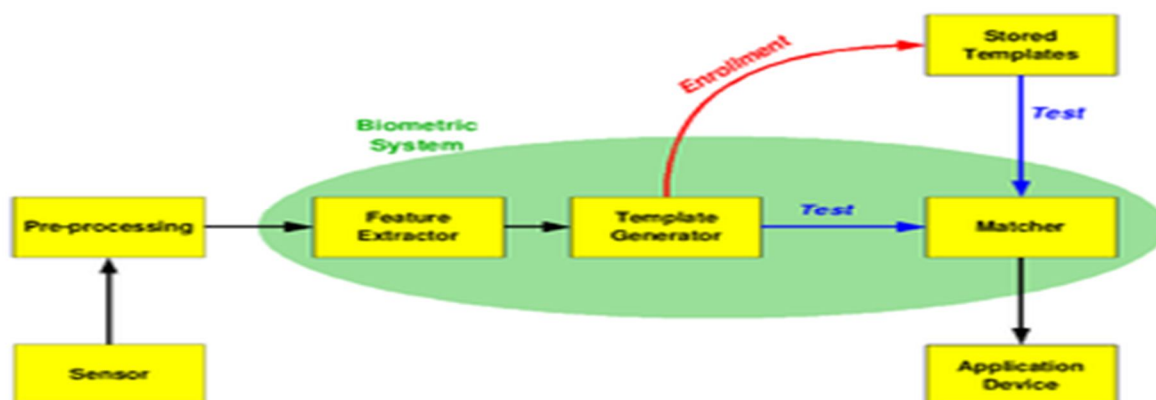 Stored
Templates
Enrollment
Test
Biometric
System
Pre-processing
Feature
Extractor
Template
Generator
Test
Matcher
Sensor
Application
Device